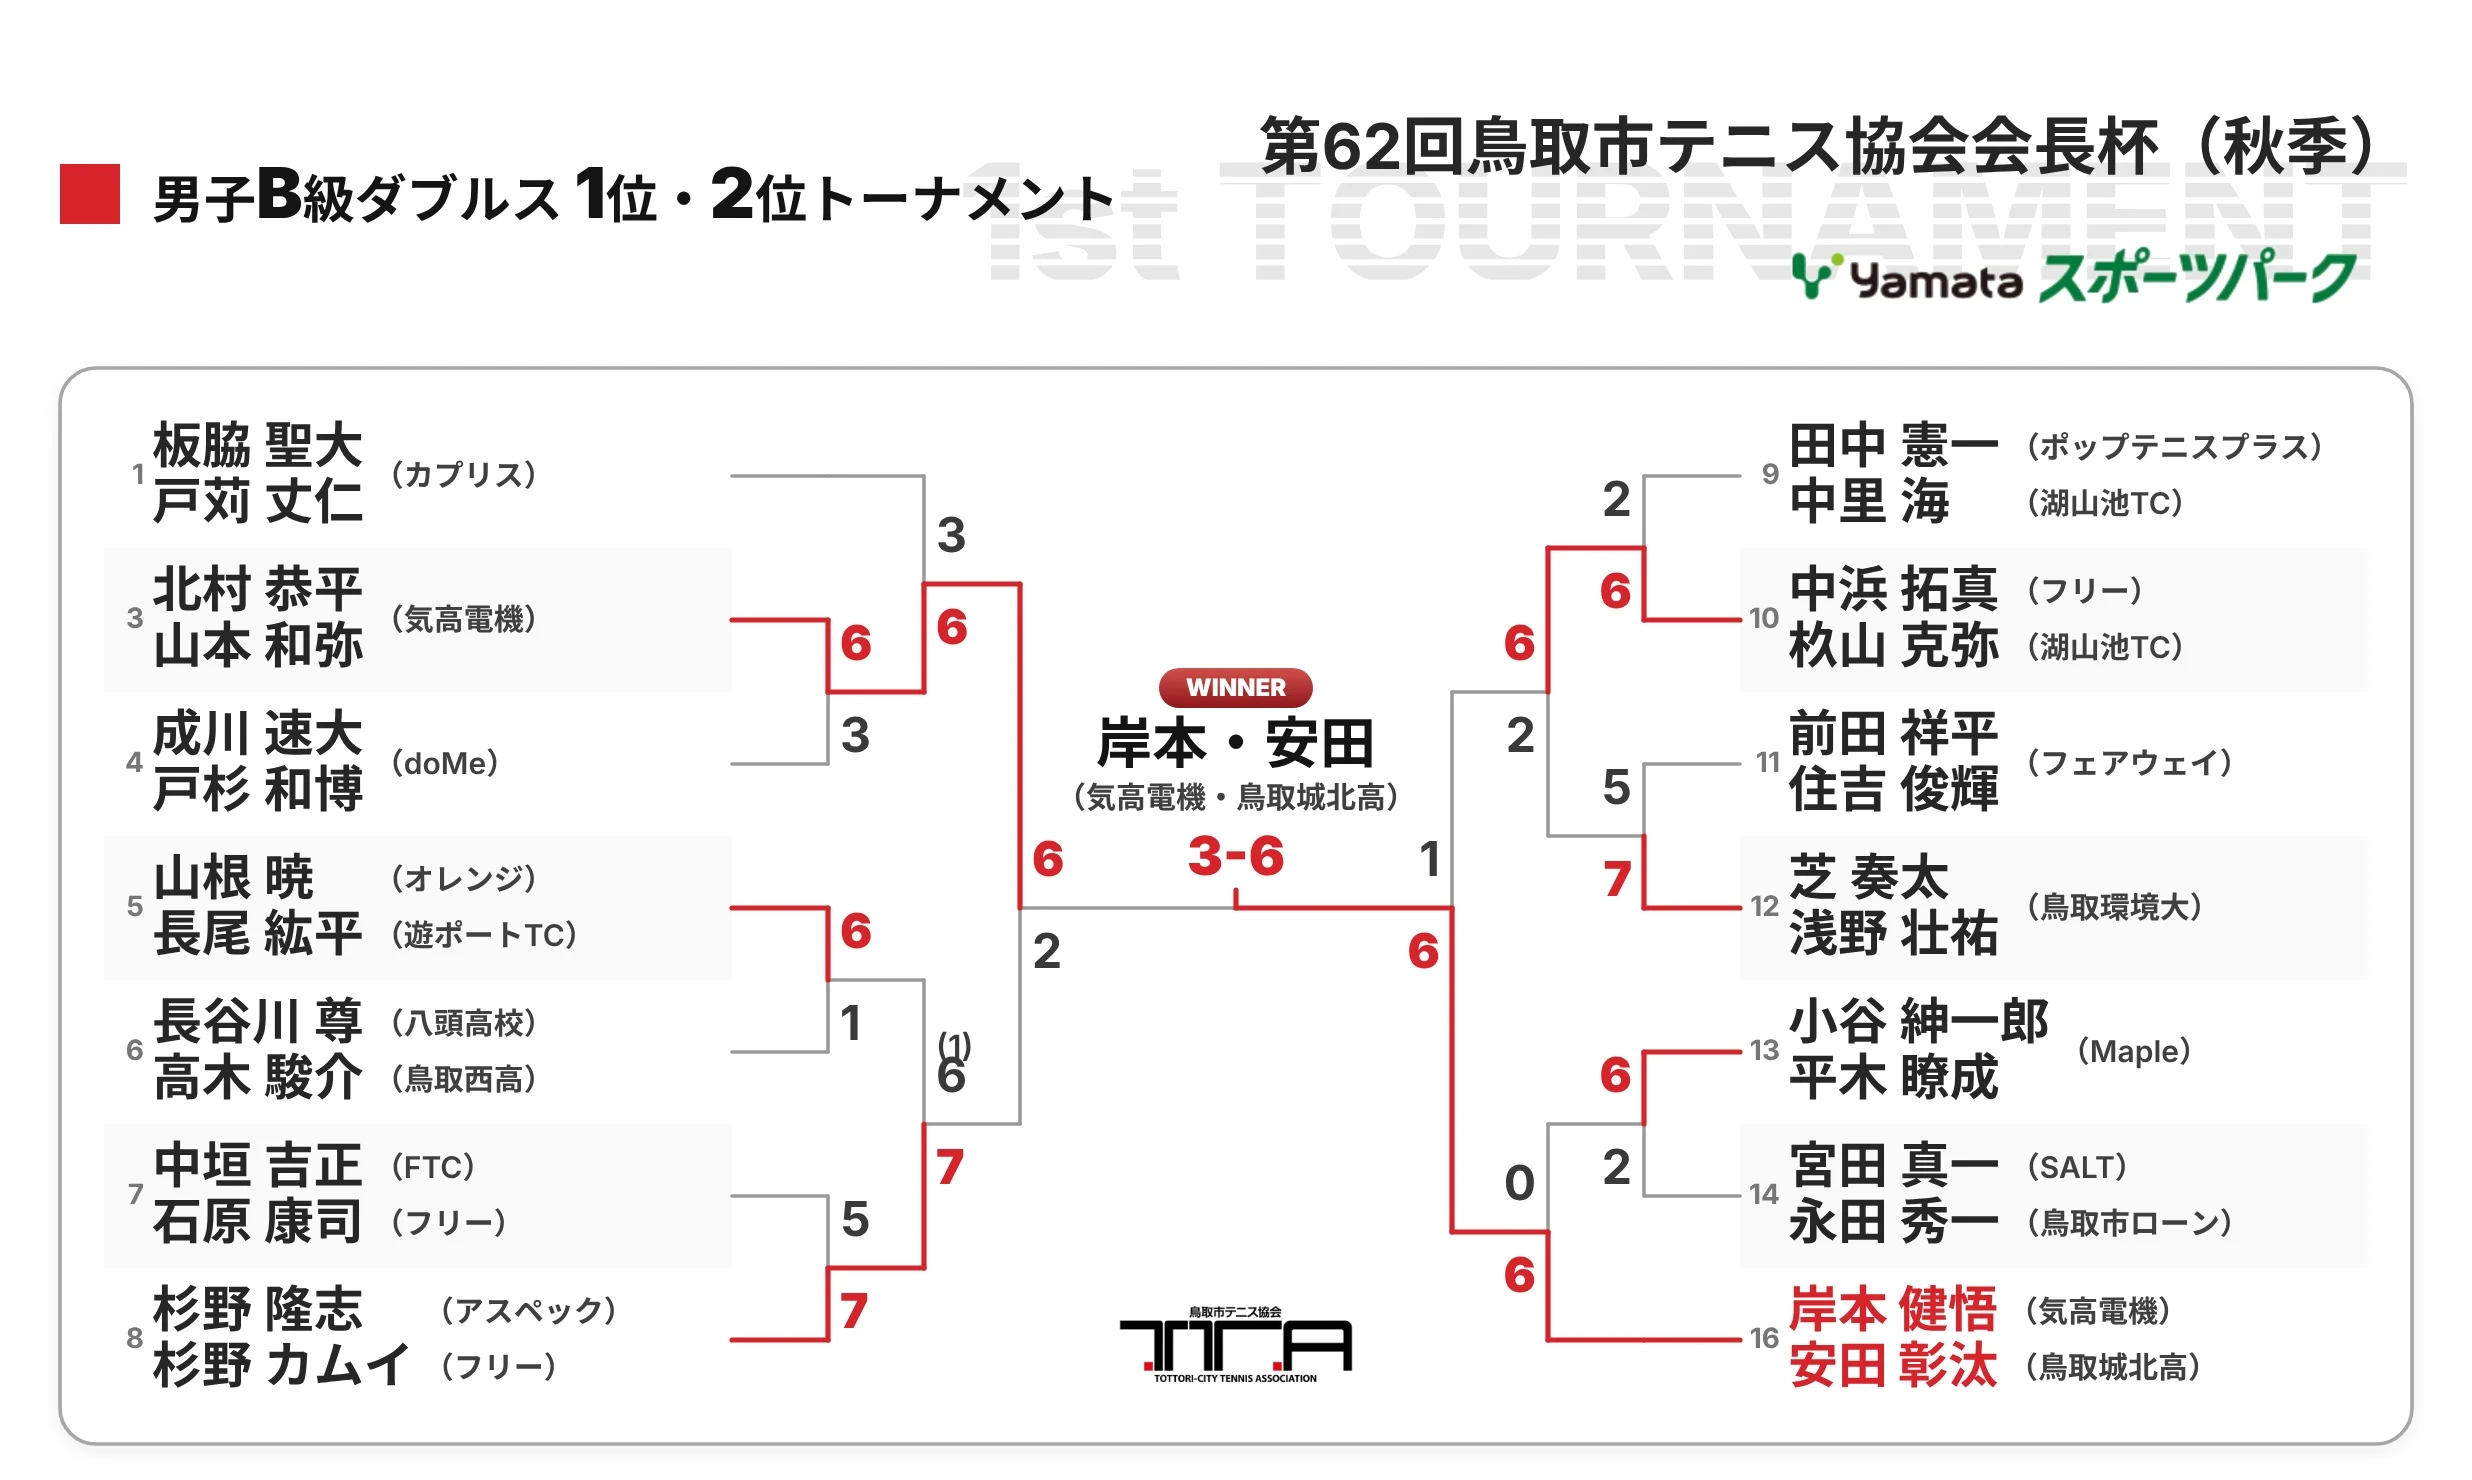 第62回鳥取市テニス協会会長杯（秋季）
男子B級ダブルス 1位・2位トーナメント
1st TOURNAMENT
Yamata スポーツパーク
1 板脇 聖大 （カプリス）
戸苅 丈仁
3 北村 恭平 （気高電機）
山本 和弥
4 成川 速大 （doMe）
戸杉 和博
5 山根 暁 （オレンジ）
長尾 紘平 （遊ポートTC）
6 長谷川 尊 （八頭高校）
高木 駿介 （鳥取西高）
7 中垣 吉正 （FTC）
石原 康司 （フリー）
8 杉野 隆志 （アスペック）
杉野 カムイ （フリー）
6
3
6
1
5
7
3
6
(1)
6
7
6
2
WINNER
岸本・安田
（気高電機・鳥取城北高）
3-6
1
6
6
2
0
6
2
6
5
7
6
2
9 田中 憲一 （ポップテニスプラス）
中里 海 （湖山池TC）
10 中浜 拓真 （フリー）
杦山 克弥 （湖山池TC）
11 前田 祥平 （フェアウェイ）
住吉 俊輝
12 芝 奏太 （鳥取環境大）
浅野 壮祐
13 小谷 紳一郎 （Maple）
平木 瞭成
14 宮田 真一 （SALT）
永田 秀一 （鳥取市ローン）
16 岸本 健悟 （気高電機）
安田 彰汰 （鳥取城北高）
鳥取市テニス協会
TTA
TOTTORI-CITY TENNIS ASSOCIATION